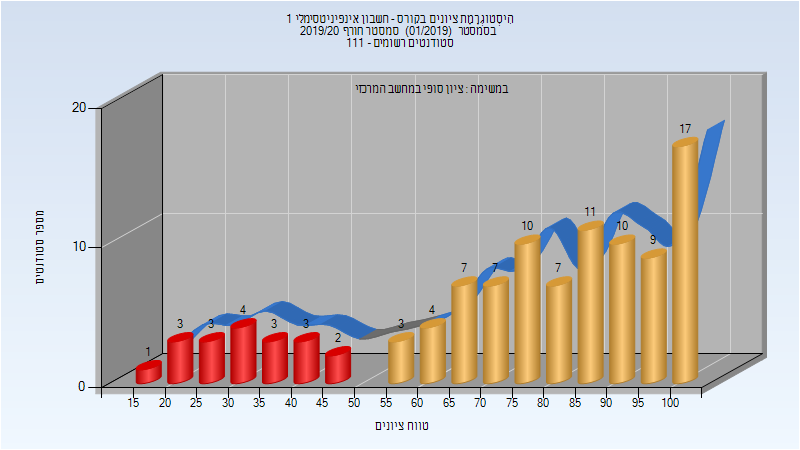 היסטוגרמת ציונים בקורס - חשבון אינפיניטסימלי 1
בסמסטר (01/2019) סמסטר חורף 2019/20
סטודנטים רשומים - 111
במשימה : ציון סופי במחשב המרכזי
מספר סטודנטים
20
10
0
1
3
3
4
3
3
2
3
4
7
7
10
7
11
10
9
17
15 20 25 30 35 40 45 50 55 60 65 70 75 80 85 90 95 100
טווח ציונים